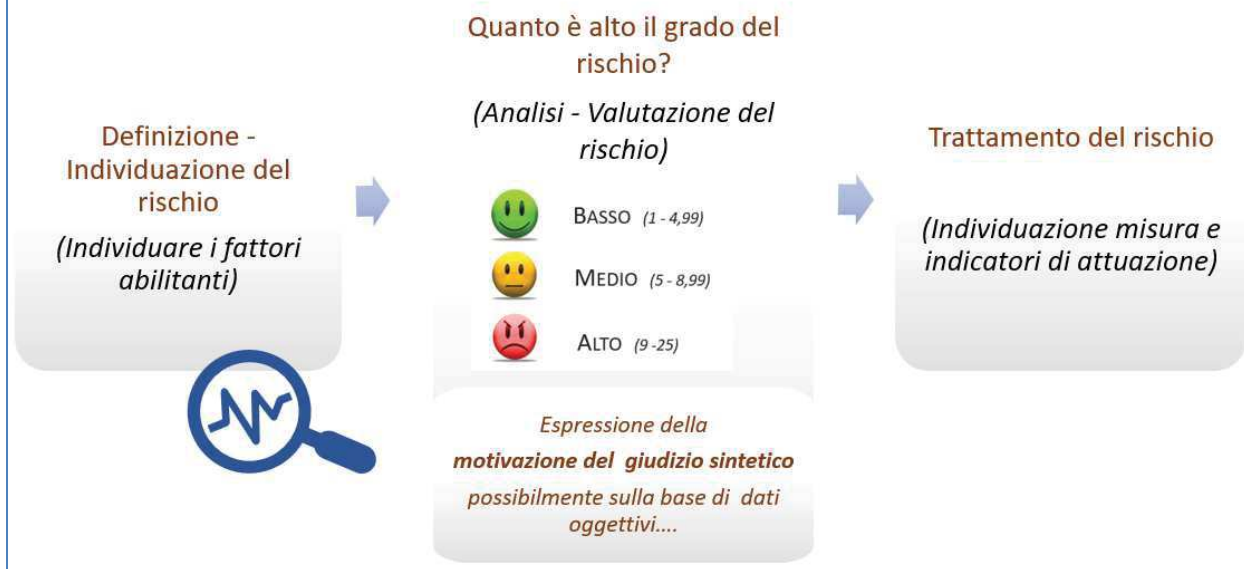 Definizione -
Individuazione del
rischio
(Individuare i fattori
abilitanti)
Quanto è alto il grado del
rischio?
(Analisi - Valutazione del
rischio)
BASSO (1 - 4,99)
MEDIO (5 - 8,99)
ALTO (9 -25)
Espressione della
motivazione del giudizio sintetico
possibilmente sulla base di dati
oggettivi....
Trattamento del rischio
(Individuazione misura e
indicatori di attuazione)